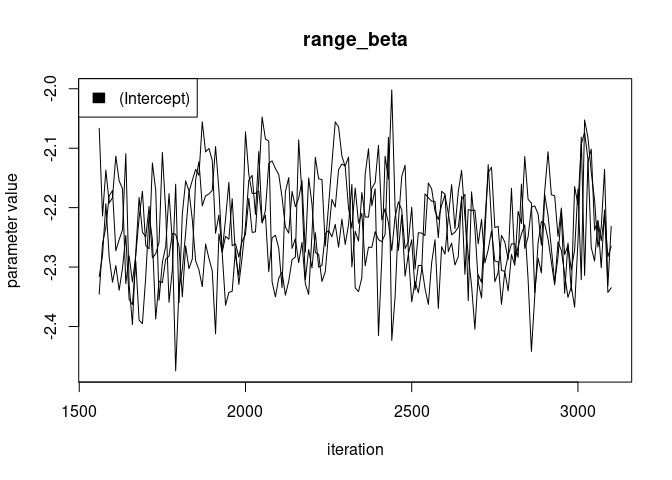 range_beta
(Intercept)
parameter value
-2.0
-2.1
-2.2
-2.3
-2.4
1500 2000 2500 3000
iteration